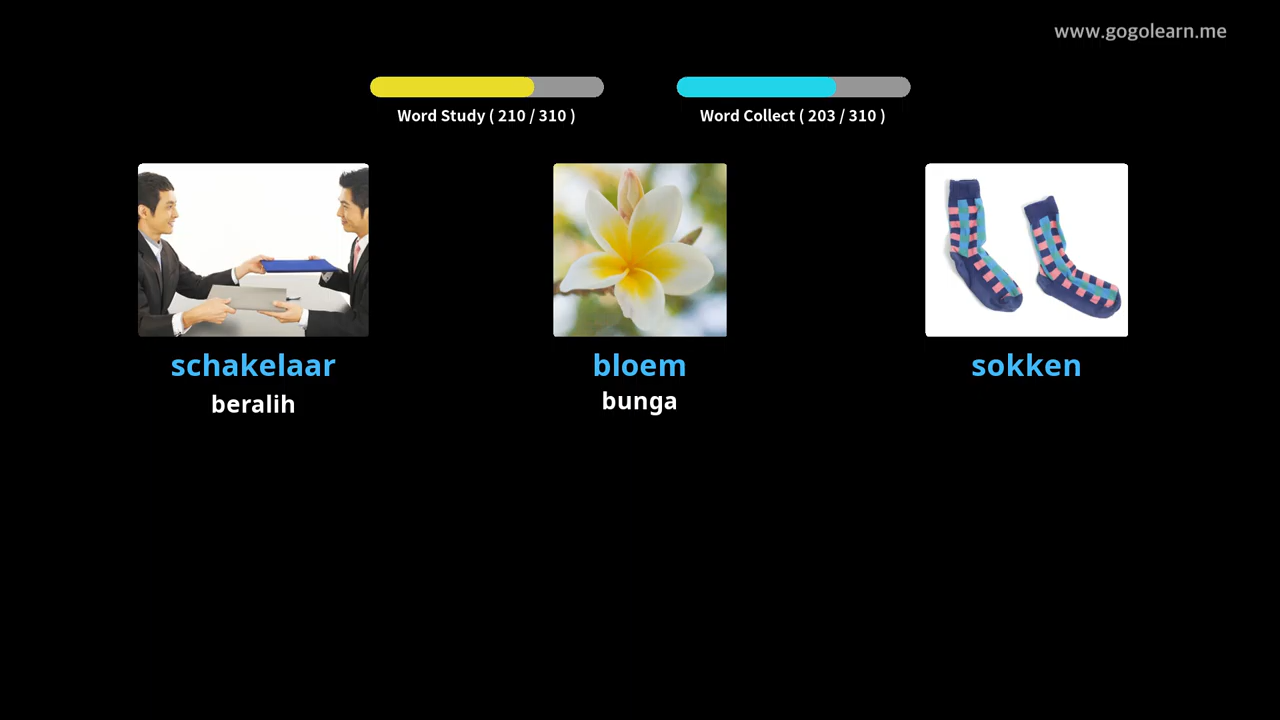 www.gogolearn.me
Word Study ( 210 / 310 )
Word Collect ( 203 / 310 )
schakelaar
bloem
sokken
beralih
bunga